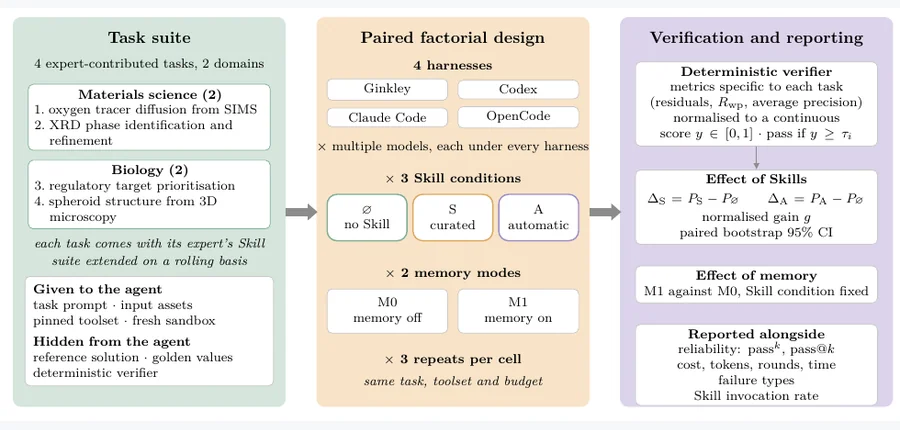 Task suite
4 expert-contributed tasks, 2 domains
Materials science (2)
1. oxygen tracer diffusion from SIMS
2. XRD phase identification and
refinement
Biology (2)
3. regulatory target prioritisation
4. spheroid structure from 3D
microscopy
each task comes with its expert's Skill
suite extended on a rolling basis
Given to the agent
task prompt · input assets
pinned toolset · fresh sandbox
Hidden from the agent
reference solution · golden values
deterministic verifier
Paired factorial design
4 harnesses
Ginkley
Codex
Claude Code
OpenCode
× multiple models, each under every harness
× 3 Skill conditions
∅
no Skill
S
curated
A
automatic
× 2 memory modes
M0
memory off
M1
memory on
× 3 repeats per cell
same task, toolset and budget
Verification and reporting
Deterministic verifier
metrics specific to each task
(residuals, R_wp, average precision)
normalised to a continuous
score y ∈ [0, 1] · pass if y ≥ τ_i
Effect of Skills
Δ_S = P_S − P_∅ Δ_A = P_A − P_∅
normalised gain g
paired bootstrap 95% CI
Effect of memory
M1 against M0, Skill condition fixed
Reported alongside
reliability: pass^k, pass@k
cost, tokens, rounds, time
failure types
Skill invocation rate